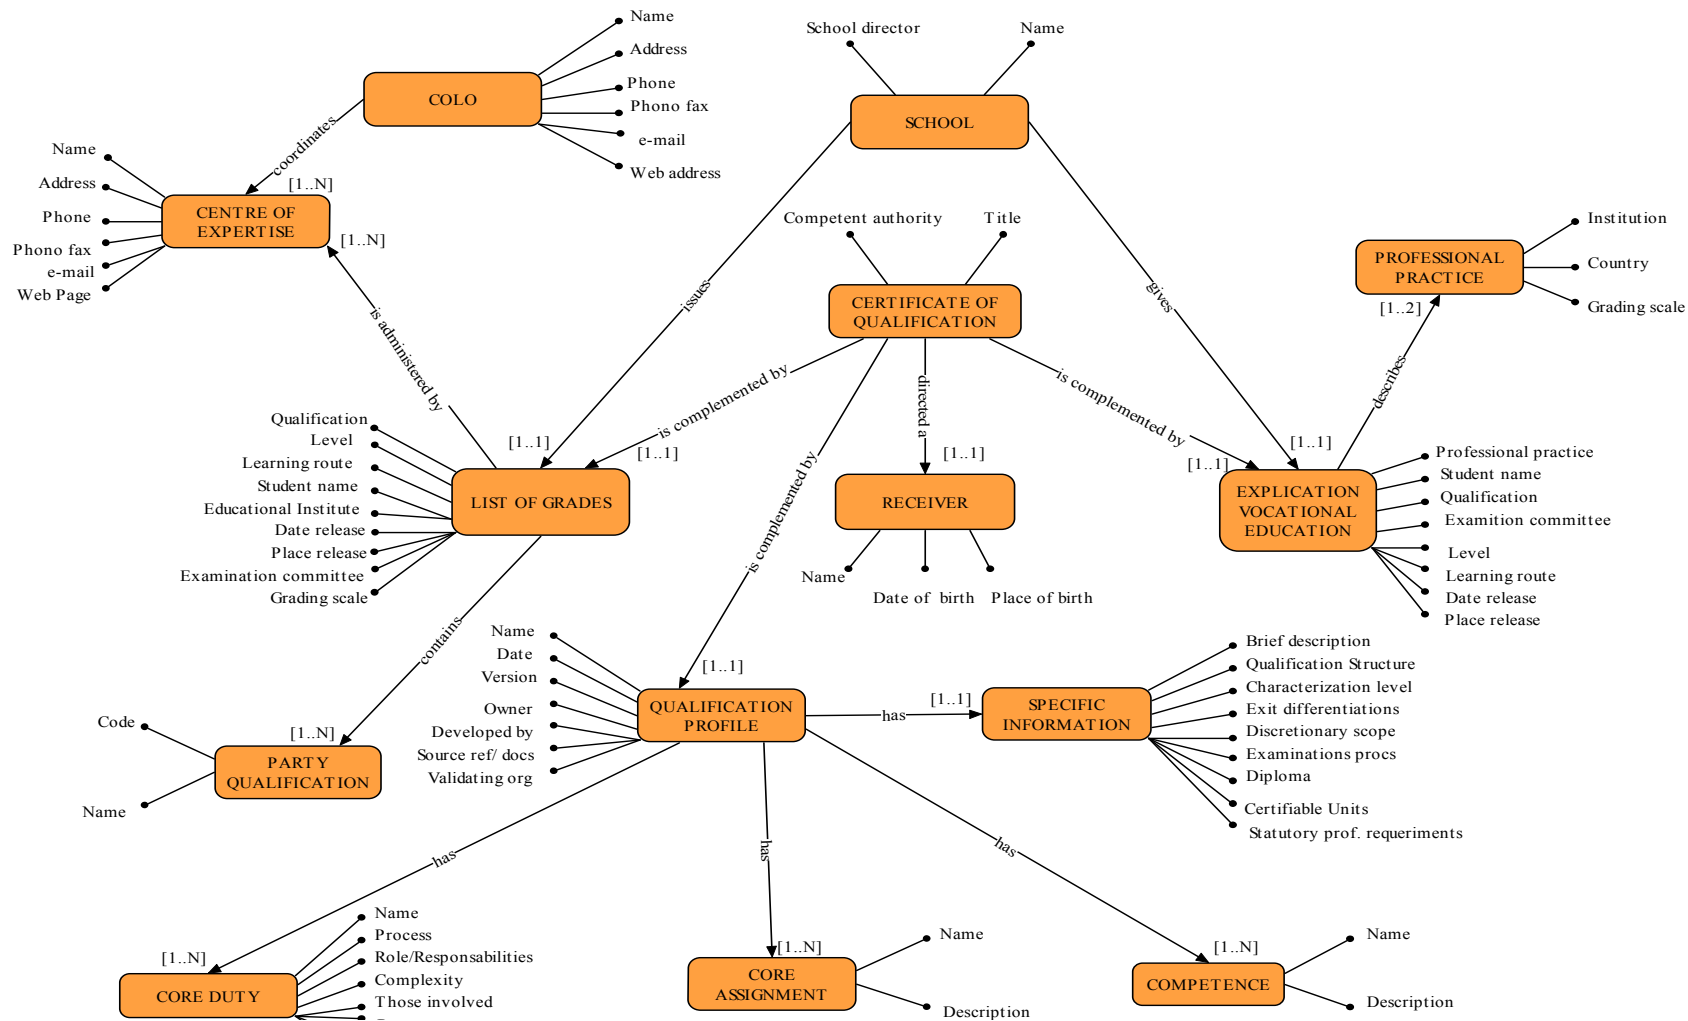 Name
Address
Phone
Phono fax
e-mail
Web address
COLO
School director
Name
SCHOOL
coordinates
Name
Address
Phone
Phono fax
e-mail
Web Page
[1..N]
CENTRE OF
EXPERTISE
[1..N]
is administered by
issues
gives
Competent authority
Title
CERTIFICATE OF
QUALIFICATION
Institution
Country
Grading scale
PROFESSIONAL
PRACTICE
[1..2]
describes
is complemented by
directed a
is complemented by
is complemented by
[1..1]
[1..1]
[1..1]
[1..1]
[1..1]
Qualification
Level
Learning route
Student name
Educational Institute
Date release
Place release
Examination committee
Grading scale
LIST OF GRADES
RECEIVER
Name
Date of birth
Place of birth
EXPLICATION
VOCATIONAL
EDUCATION
Professional practice
Student name
Qualification
Examition committee
Level
Learning route
Date release
Place release
contains
Code
Name
[1..N]
PARTY
QUALIFICATION
Name
Date
Version
Owner
Developed by
Source ref/ docs
Validating org
[1..1]
QUALIFICATION
PROFILE
has
[1..1]
SPECIFIC
INFORMATION
Brief description
Qualification Structure
Characterization level
Exit differentiations
Discretionary scope
Examinations procs
Diploma
Certifiable Units
Statutory prof. requeriments
has
has
has
[1..N]
CORE DUTY
Name
Process
Role/Responsabilities
Complexity
Those involved
[1..N]
CORE
ASSIGNMENT
Name
Description
[1..N]
COMPETENCE
Name
Description